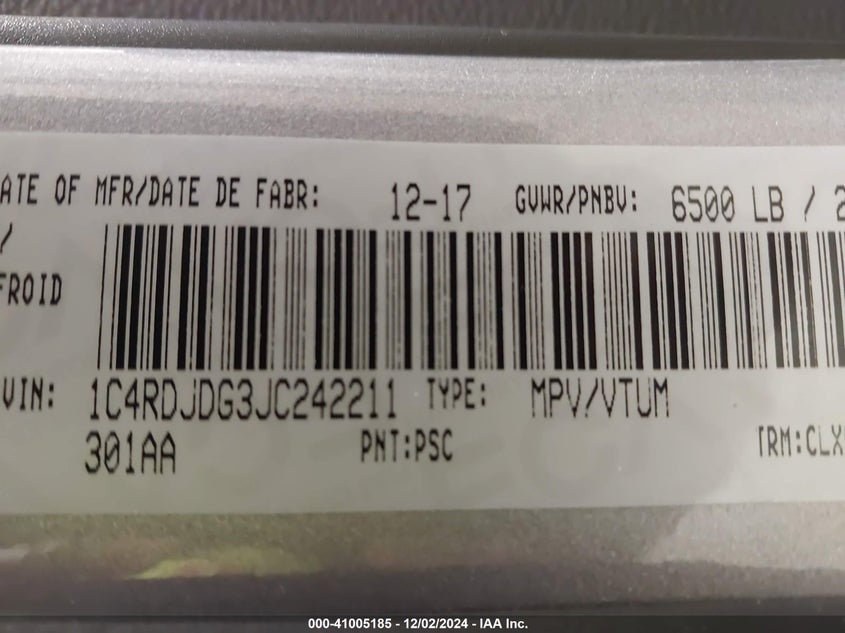 ATE OF MFR/DATE DE FABR: 12-17 GVWR/PNBV: 6500 LB / 2
/
FROID
VIN: 1C4RDJDG3JC242211 TYPE: MPV/VTUM
301AA PNT:PSC TRM:CLX
000-41005185 - 12/02/2024 - IAA Inc.